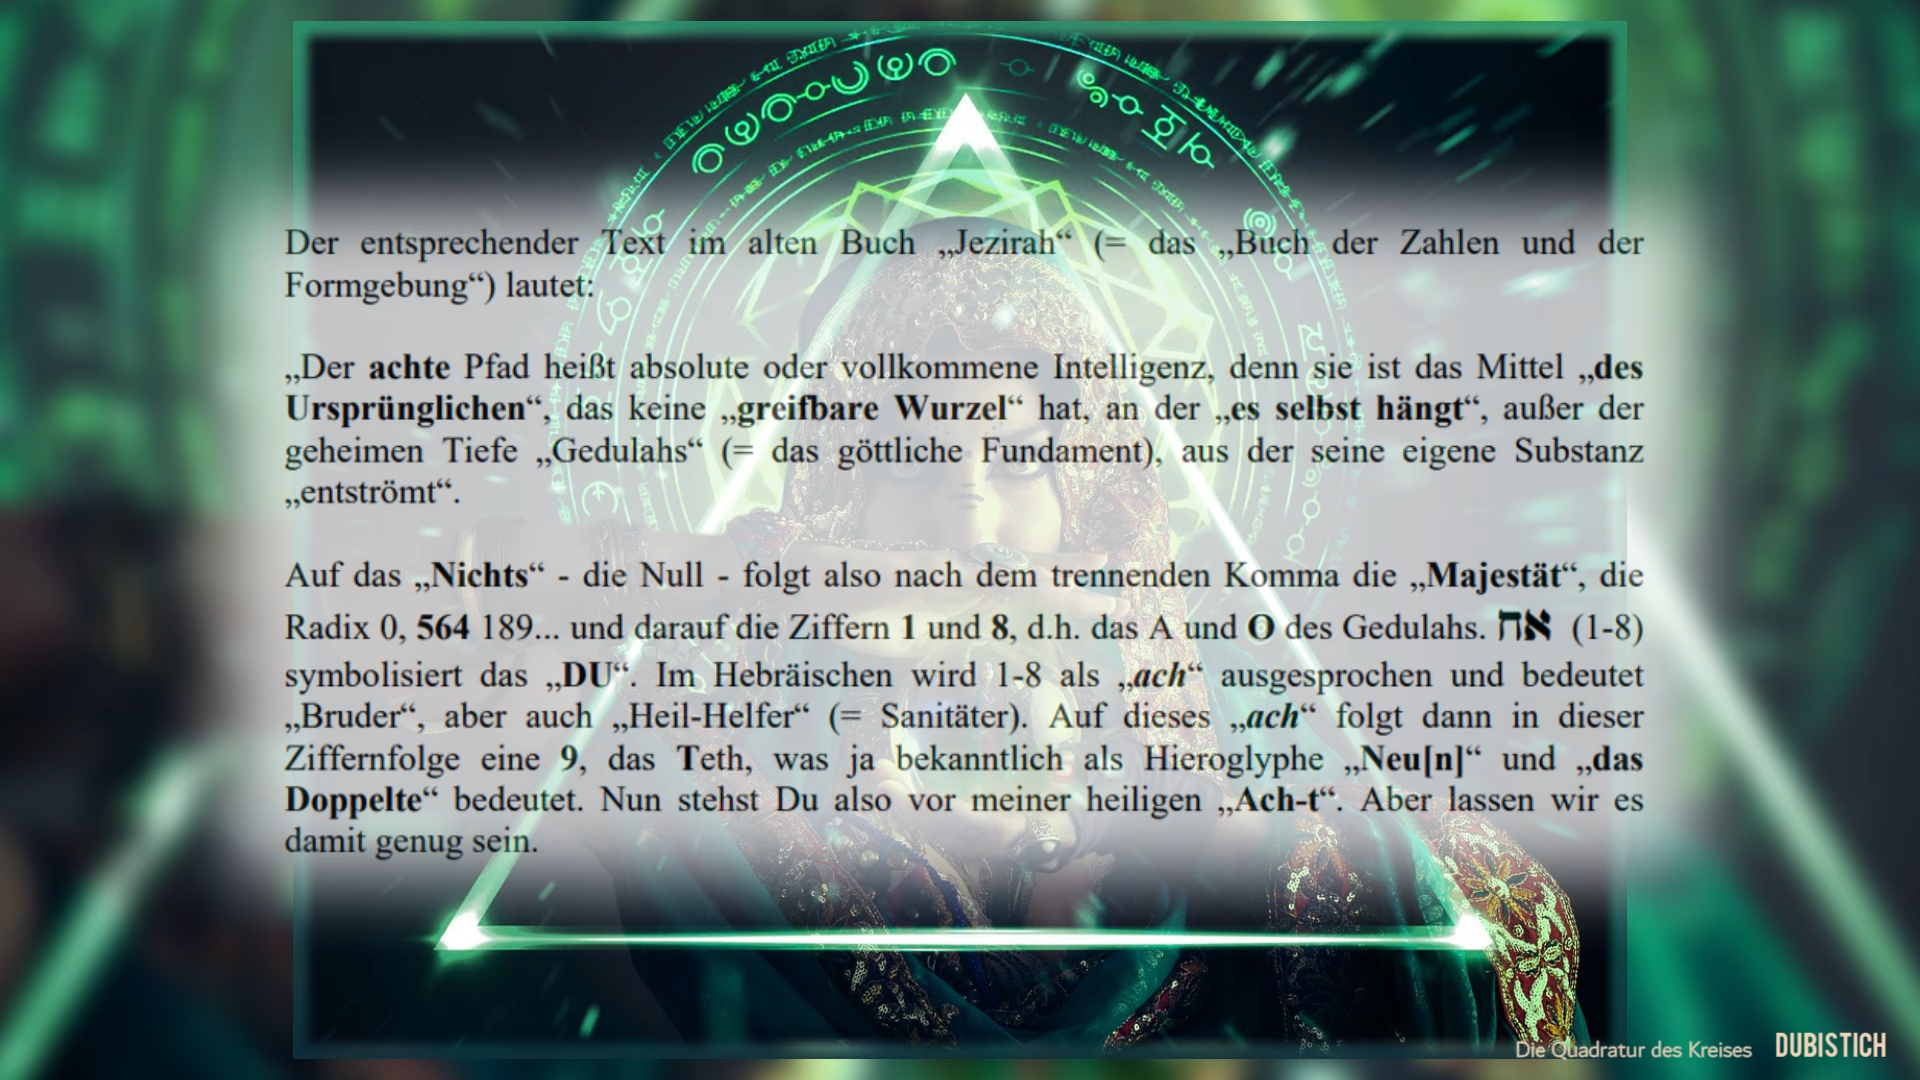 Der entsprechender Text im alten Buch „Jezirah“ (= das „Buch der Zahlen und der
Formgebung“) lautet:
„Der achte Pfad heißt absolute oder vollkommene Intelligenz, denn sie ist das Mittel „des
Ursprünglichen“, das keine „greifbare Wurzel“ hat, an der „es selbst hängt“, außer der
geheimen Tiefe „Gedulahs“ (= das göttliche Fundament), aus der seine eigene Substanz
„entströmt“.
Auf das „Nichts“ - die Null - folgt also nach dem trennenden Komma die „Majestät“, die
Radix 0, 564 189... und darauf die Ziffern 1 und 8, d.h. das A und O des Gedulahs. אח (1-8)
symbolisiert das „DU“. Im Hebräischen wird 1-8 als „ach“ ausgesprochen und bedeutet
„Bruder“, aber auch „Heil-Helfer“ (= Sanitäter). Auf dieses „ach“ folgt dann in dieser
Ziffernfolge eine 9, das Teth, was ja bekanntlich als Hieroglyphe „Neu[n]“ und „das
Doppelte“ bedeutet. Nun stehst Du also vor meiner heiligen „Ach-t“. Aber lassen wir es
damit genug sein.
Die Quadratur des Kreises DUBISTICH